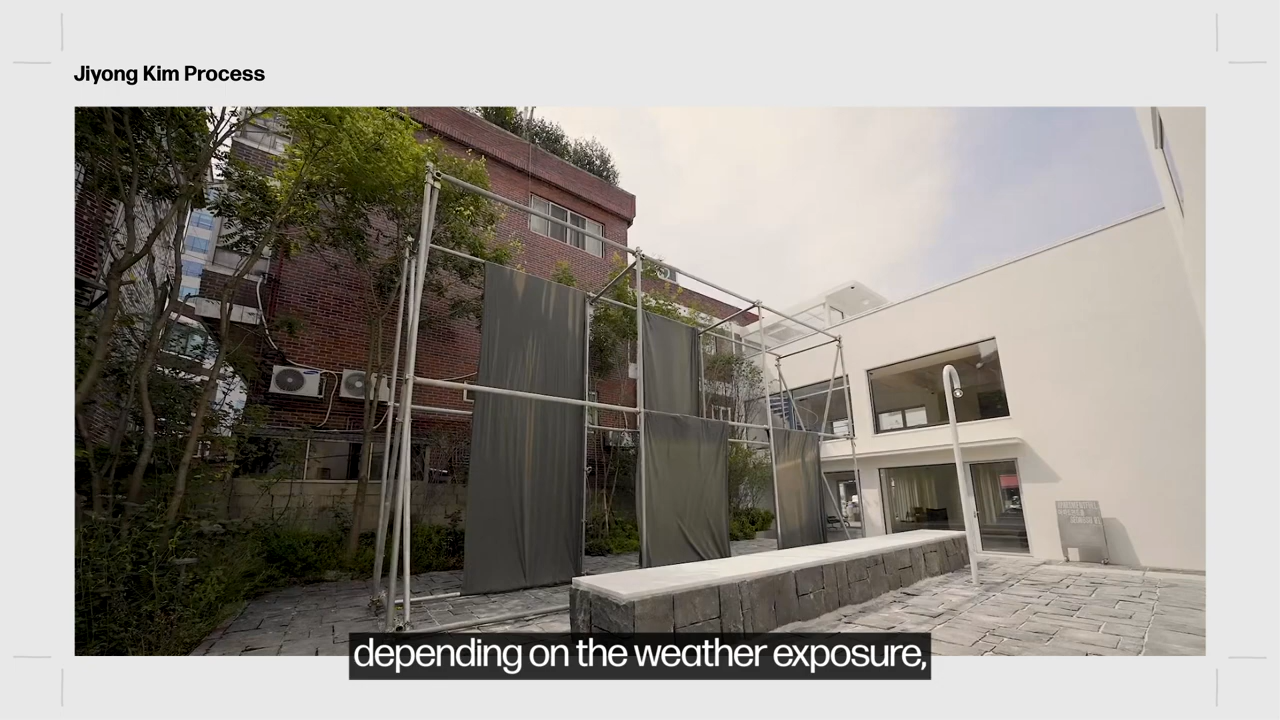 Jiyong Kim Process
depending on the weather exposure,